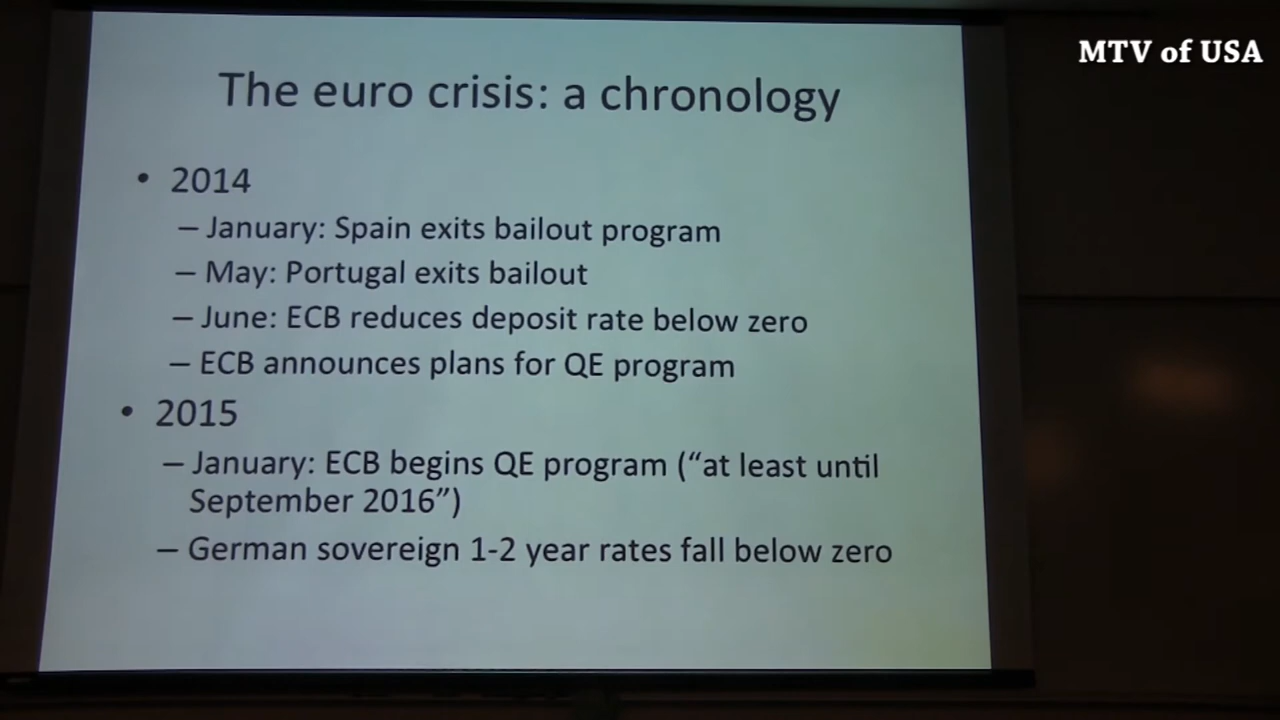 MTV of USA
The euro crisis: a chronology
• 2014
– January: Spain exits bailout program
– May: Portugal exits bailout
– June: ECB reduces deposit rate below zero
– ECB announces plans for QE program
• 2015
– January: ECB begins QE program (“at least until
September 2016”)
– German sovereign 1-2 year rates fall below zero